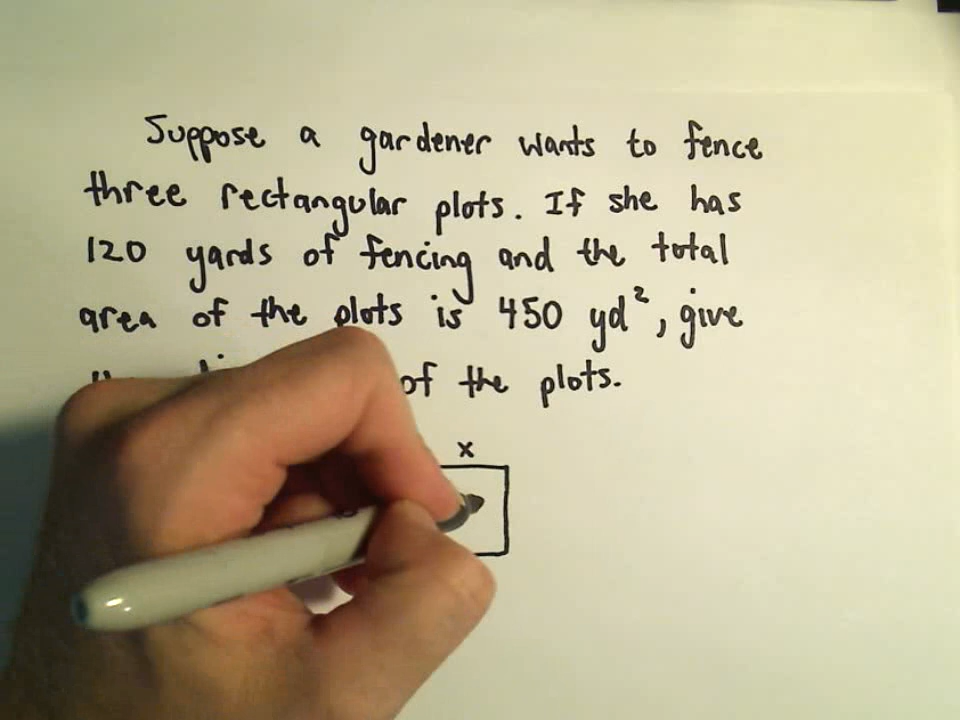 Suppose a gardener wants to fence
three rectangular plots. If she has
120 yards of fencing and the total
area of the plots is 450 yd², give
of the plots.
x